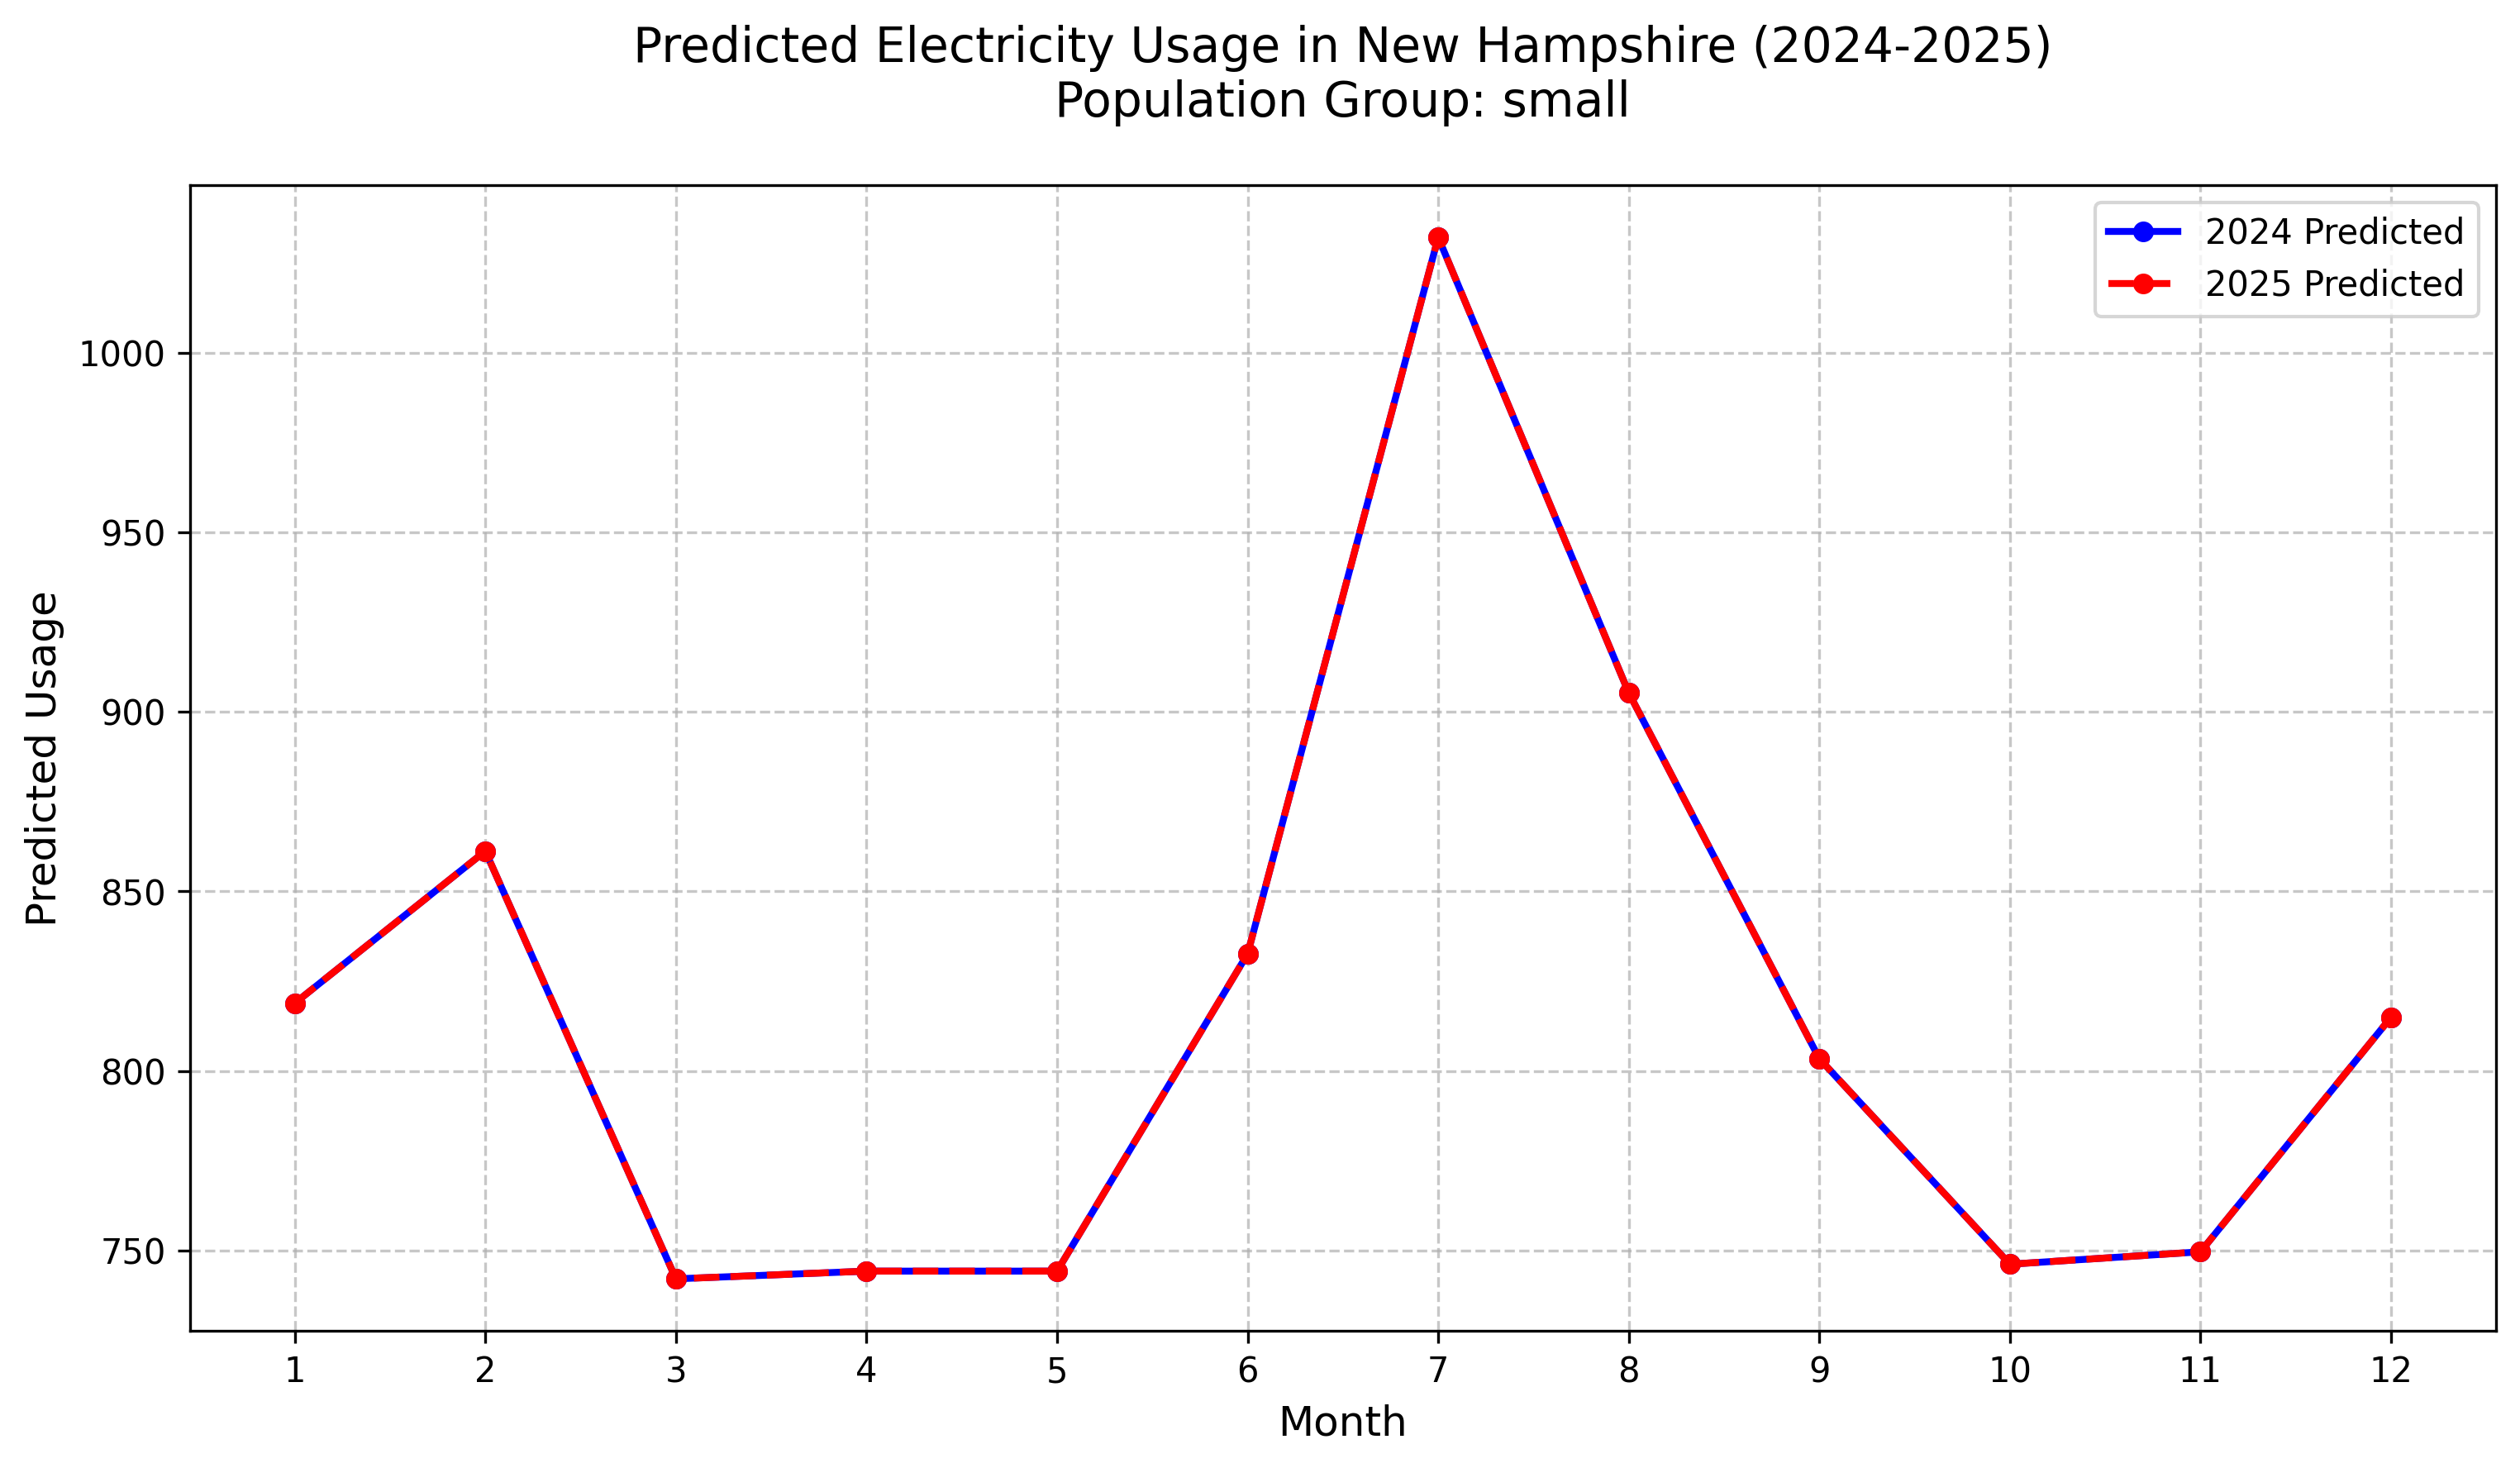 Predicted Electricity Usage in New Hampshire (2024-2025)
Population Group: small
2024 Predicted
2025 Predicted
Predicted Usage
1000
950
900
850
800
750
1 2 3 4 5 6 7 8 9 10 11 12
Month